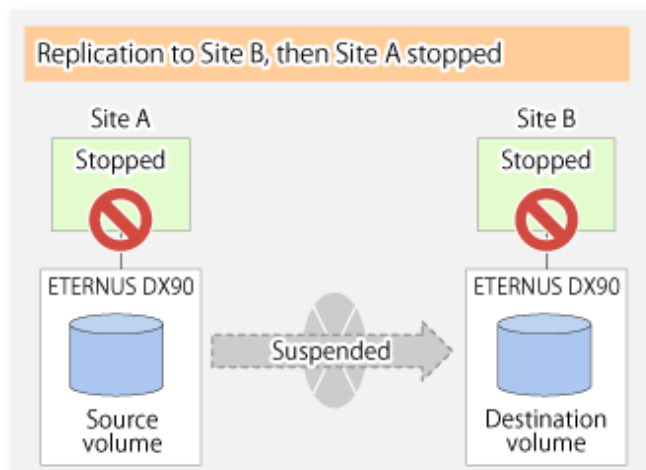 Replication to Site B, then Site A stopped
Site A
Site B
Stopped
Stopped
ETERNUS DX90
ETERNUS DX90
Suspended
Source
volume
Destination
volume